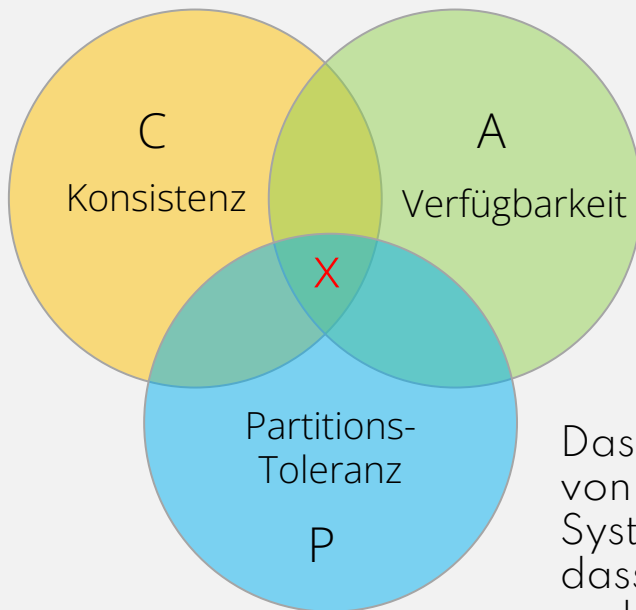 C
Konsistenz
A
Verfügbarkeit
X
Partitions-
Toleranz
P
Das
von
Syst
dass